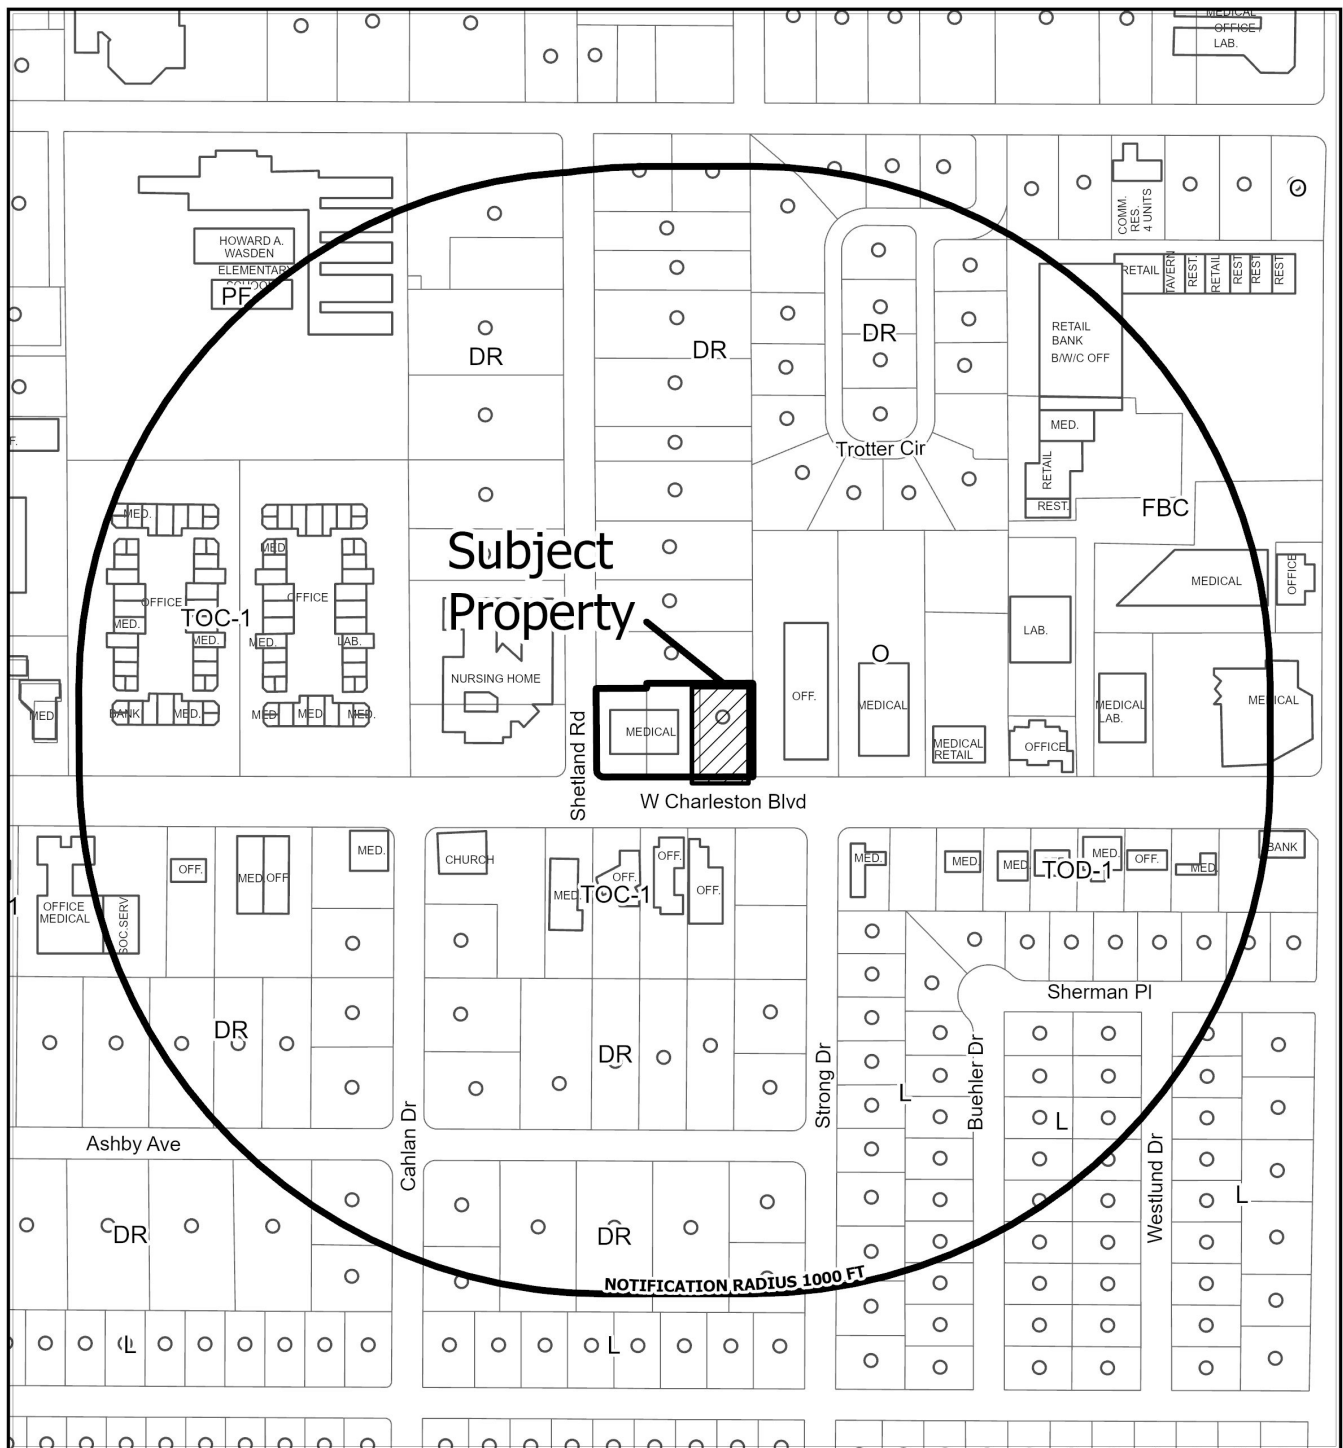 MEDICAL
OFFICE
LAB.
HOWARD A.
WASDEN
ELEMENTARY
SCHOOL
PF
COMM.
RES.
4 UNITS
O
RETAIL
TAVERN
REST.
RETAIL
REST
REST
REST
RETAIL
BANK
B/W/C OFF
DR
DR
DR
MED.
Trotter Cir
RETAIL
REST.
FBC
F.
MED.
MED.
OFFICE
OFFICE
TOC-1
MED.
MED.
MED.
LAB.
BANK
MED.
MED.
MED.
MED.
MED.
Subject
Property
NURSING HOME
MEDICAL
OFF.
O
MEDICAL
LAB.
MEDICAL
OFFICE
MEDICAL
RETAIL
OFFICE
MEDICAL
LAB.
MEDICAL
Shetland Rd
W Charleston Blvd
MED.
OFF.
MED
OFF
CHURCH
MED.
OFF.
OFF.
OFF.
TOC-1
MED.
MED.
MED.
TOD-1
MED.
OFF.
MED.
BANK
1
OFFICE
MEDICAL
SOC.SERV
DR
DR
Sherman Pl
Strong Dr
Buehler Dr
L
L
Westlund Dr
L
Ashby Ave
Cahlan Dr
DR
DR
NOTIFICATION RADIUS 1000 FT
L
L